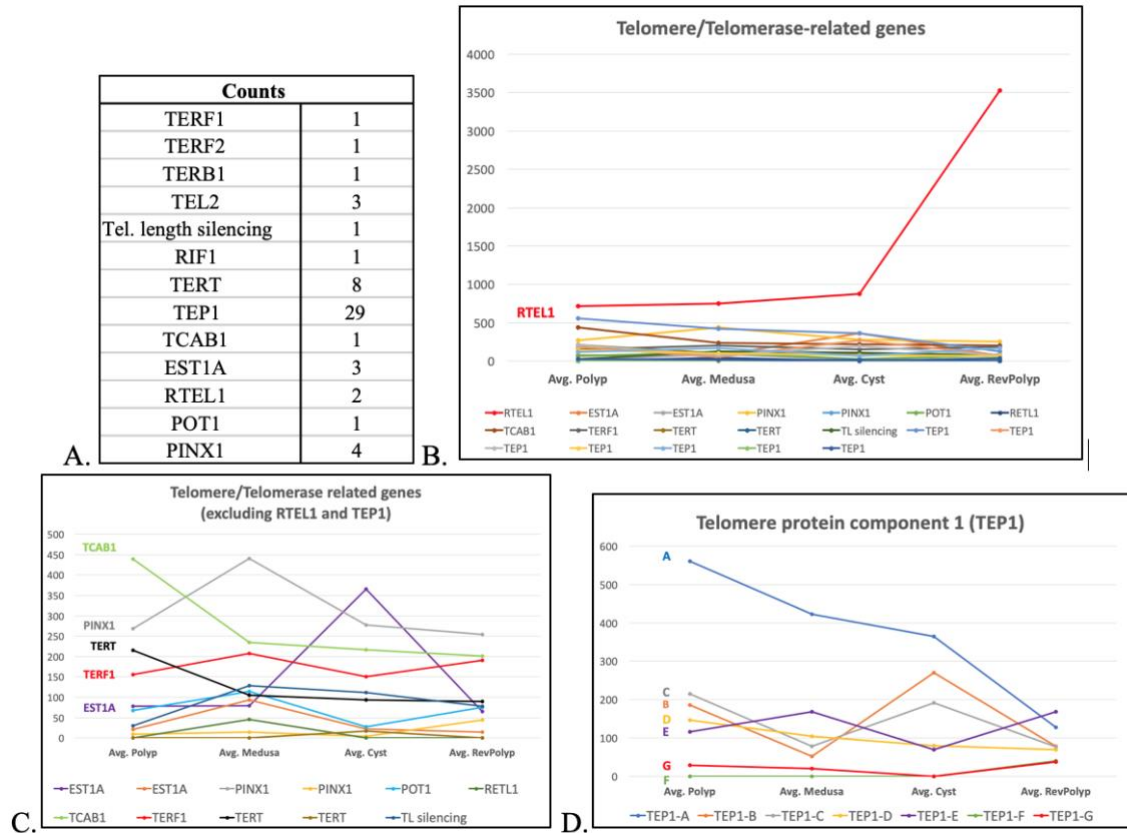 Counts
TERF1 1
TERF2 1
TERB1 1
TEL2 3
Tel. length silencing 1
RIF1 1
TERT 8
TEP1 29
TCAB1 1
EST1A 3
RTEL1 2
POT1 1
PINX1 4
A.
Telomere/Telomerase-related genes
4000
3500
3000
2500
2000
1500
1000
500
0
RTEL1
Avg. Polyp Avg. Medusa Avg. Cyst Avg. RevPolyp
RTEL1 EST1A EST1A PINX1 PINX1 POT1 RETL1
TCAB1 TERF1 TERT TERT TL silencing TEP1 TEP1
TEP1 TEP1 TEP1 TEP1 TEP1
B.
Telomere/Telomerase related genes
(excluding RTEL1 and TEP1)
500
450
400
350
300
250
200
150
100
50
0
TCAB1
PINX1
TERT
TERF1
EST1A
Avg. Polyp Avg. Medusa Avg. Cyst Avg. RevPolyp
EST1A EST1A PINX1 PINX1 POT1 RETL1
TCAB1 TERF1 TERT TERT TL silencing
C.
Telomere protein component 1 (TEP1)
600
500
400
300
200
100
0
A
C
B
D
E
G
F
Avg. Polyp Avg. Medusa Avg. Cyst Avg. RevPolyp
TEP1-A TEP1-B TEP1-C TEP1-D TEP1-E TEP1-F TEP1-G
D.